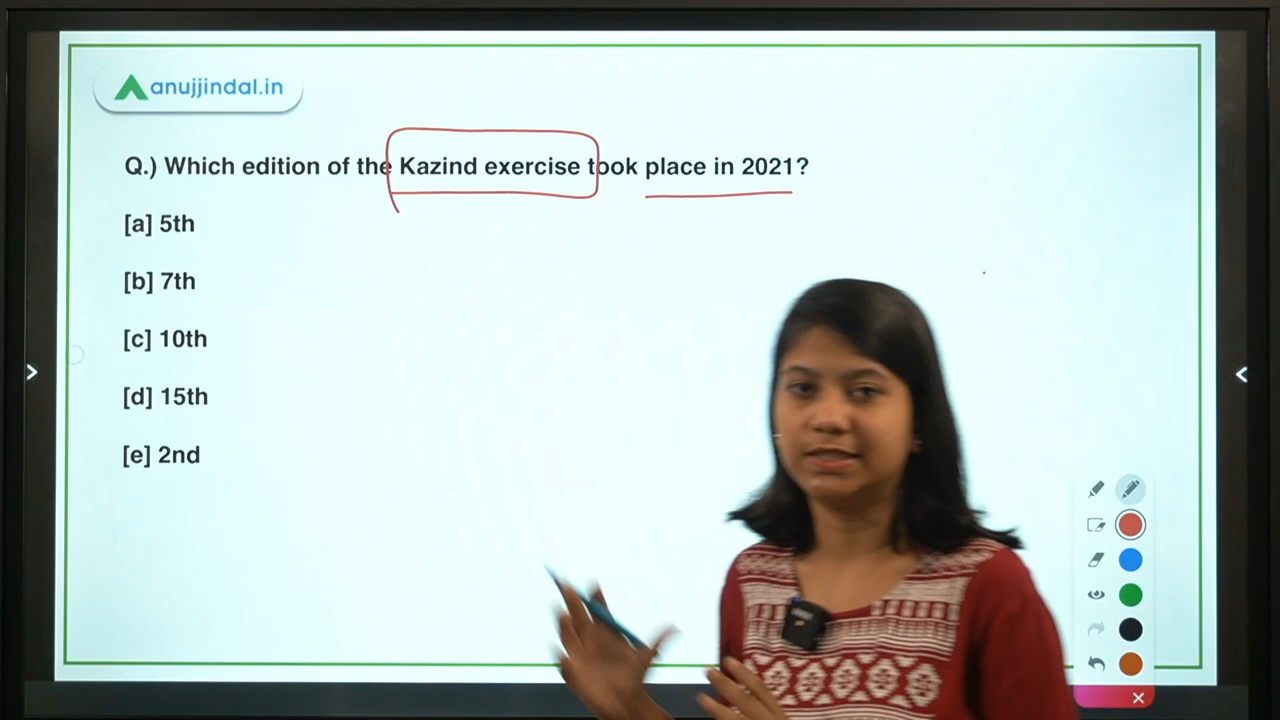 anujjindal.in
Q.) Which edition of the Kazind exercise took place in 2021?
[a] 5th
[b] 7th
[c] 10th
[d] 15th
[e] 2nd